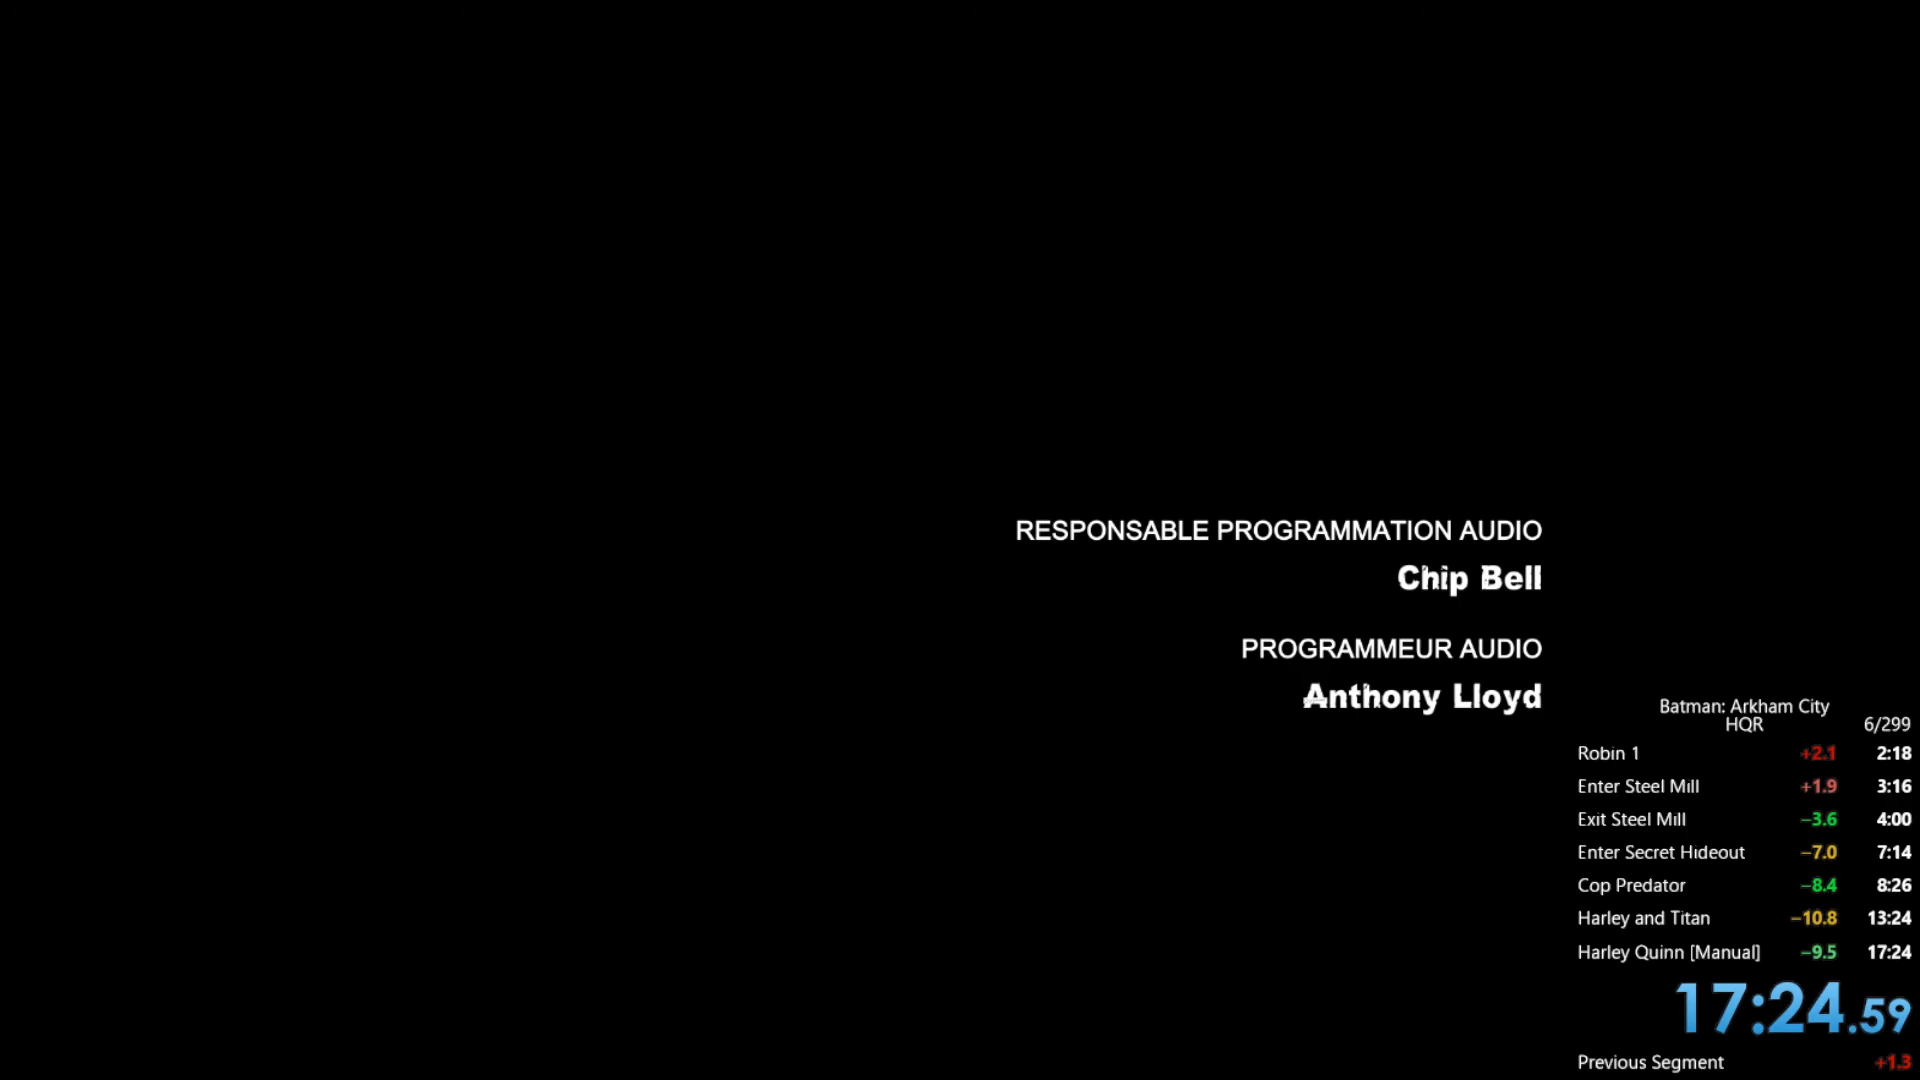 RESPONSABLE PROGRAMMATION AUDIO
Chip Bell
PROGRAMMEUR AUDIO
Anthony Lloyd
Batman: Arkham City
HQR 6/299
Robin 1 +2.1 2:18
Enter Steel Mill +1.9 3:16
Exit Steel Mill −3.6 4:00
Enter Secret Hideout −7.0 7:14
Cop Predator −8.4 8:26
Harley and Titan −10.8 13:24
Harley Quinn [Manual] −9.5 17:24
17:24.59
Previous Segment +1.3